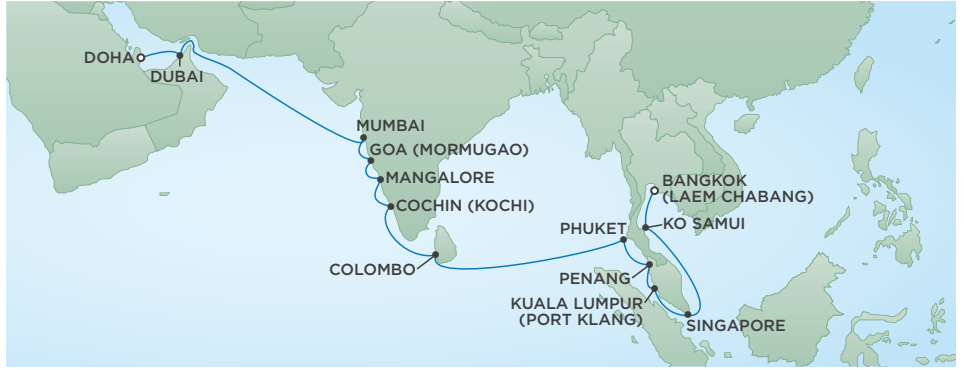 DOHA
DUBAI
MUMBAI
GOA (MORMUGAO)
MANGALORE
COCHIN (KOCHI)
COLOMBO
PHUKET
PENANG
KUALA LUMPUR
(PORT KLANG)
SINGAPORE
KO SAMUI
BANGKOK
(LAEM CHABANG)